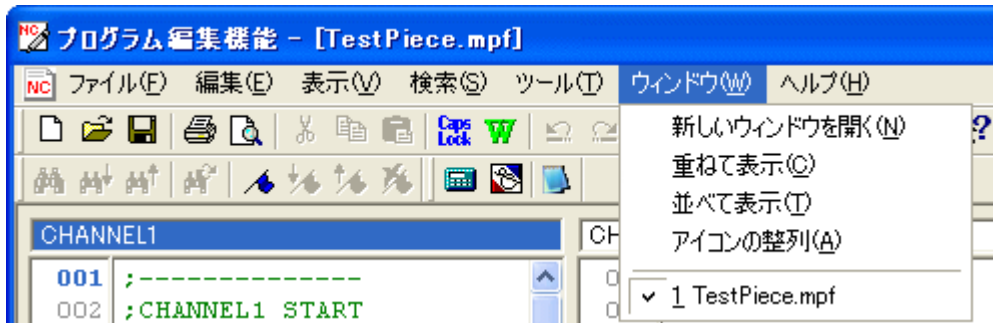 プログラム編集機能 - [TestPiece.mpf]
NC ファイル(F) 編集(E) 表示(V) 検索(S) ツール(T) ウィンドウ(W) ヘルプ(H)
Caps Lock W ?
新しいウィンドウを開く(N)
重ねて表示(C)
並べて表示(T)
アイコンの整列(A)
1 TestPiece.mpf
CHANNEL1 CH
001 ;--------------
002 ;CHANNEL1 START